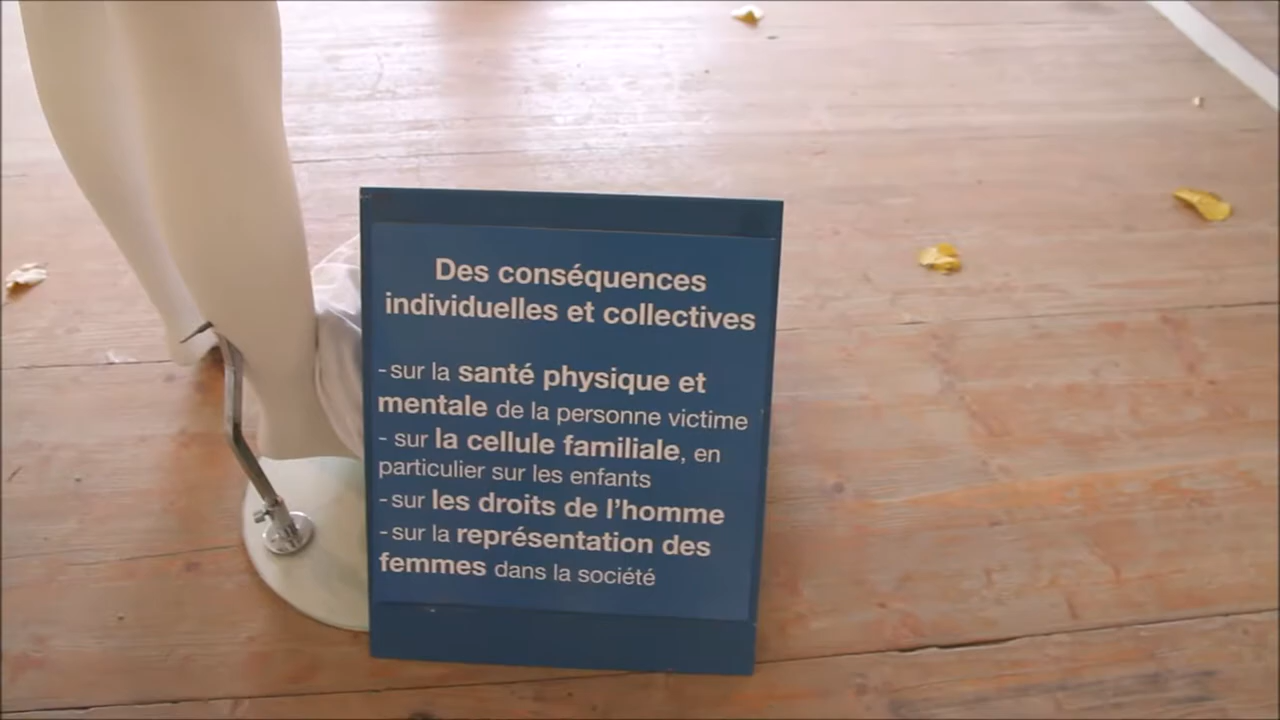 Des conséquences
individuelles et collectives
- sur la santé physique et
mentale de la personne victime
- sur la cellule familiale, en
particulier sur les enfants
- sur les droits de l'homme
- sur la représentation des
femmes dans la société